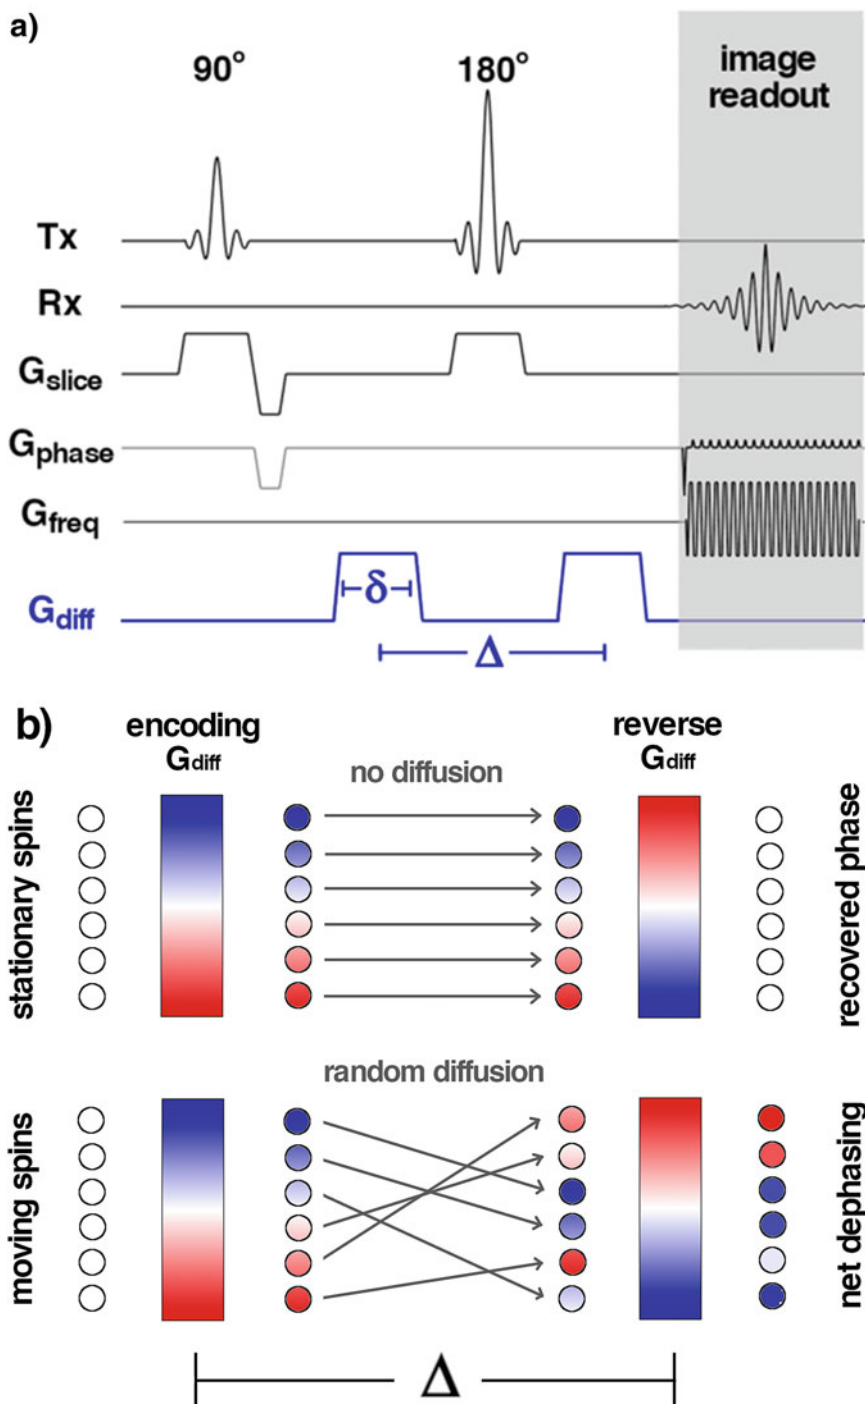 a)
90° 180° image
readout
Tx
Rx
Gslice
Gphase
Gfreq
Gdiff
δ
Δ
b)
encoding
Gdiff
reverse
Gdiff
no diffusion
stationary spins
recovered phase
random diffusion
moving spins
net dephasing
Δ